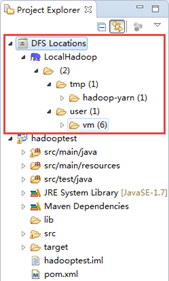 Project Explorer
DFS Locations
LocalHadoop
(2)
tmp (1)
hadoop-yarn (1)
user (1)
vm (6)
hadooptest
src/main/java
src/main/resources
src/test/java
JRE System Library [JavaSE-1.7]
Maven Dependencies
lib
src
target
hadooptest.iml
pom.xml